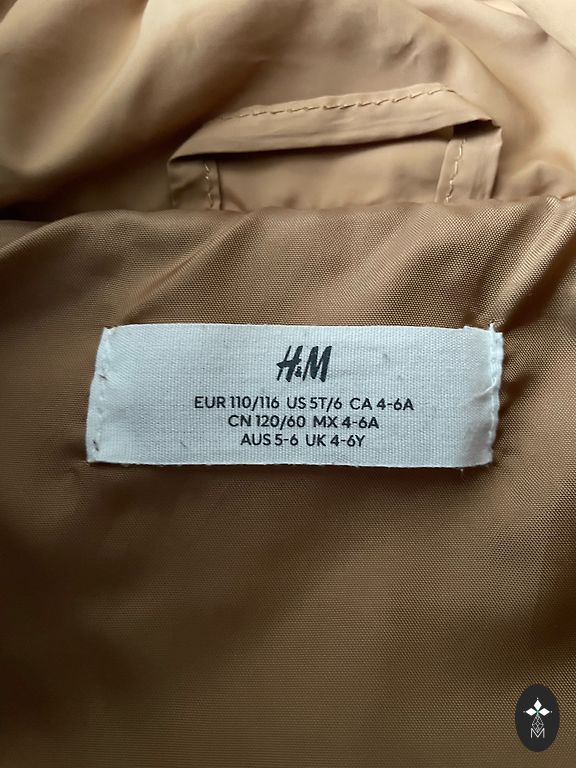 H&M
EUR 110/116 US 5T/6 CA 4-6A
CN 120/60 MX 4-6A
AUS 5-6 UK 4-6Y
M